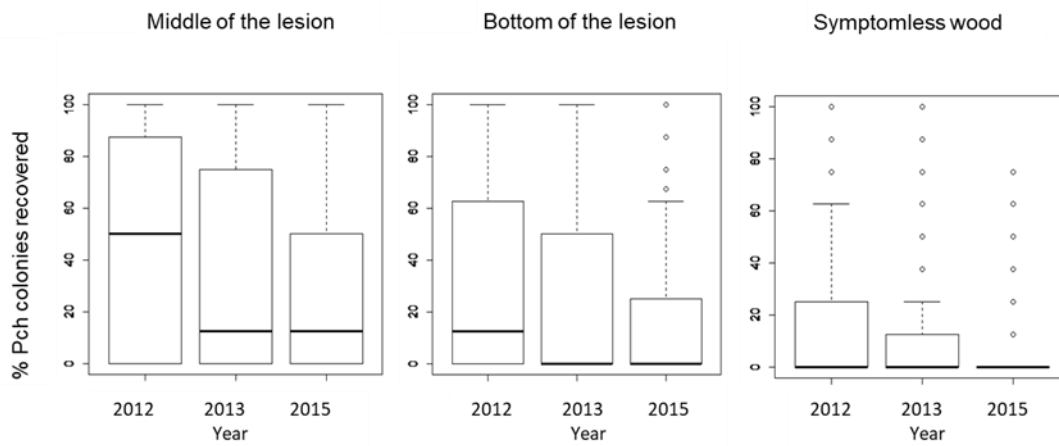 Middle of the lesion
Bottom of the lesion
Symptomless wood
% Pch colonies recovered
100
80
60
40
20
0
2012 2013 2015
Year
100
80
60
40
20
0
2012 2013 2015
Year
100
80
60
40
20
0
2012 2013 2015
Year